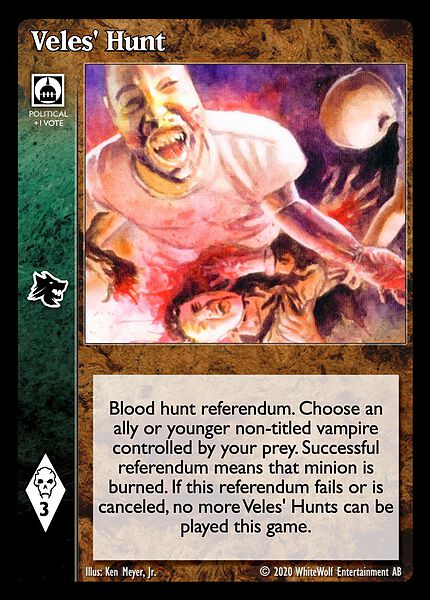 Veles' Hunt
POLITICAL
+1 VOTE
Blood hunt referendum. Choose an
ally or younger non-titled vampire
controlled by your prey. Successful
referendum means that minion is
burned. If this referendum fails or is
canceled, no more Veles' Hunts can be
played this game.
3
Illus: Ken Meyer, Jr.
© 2020 WhiteWolf Entertainment AB